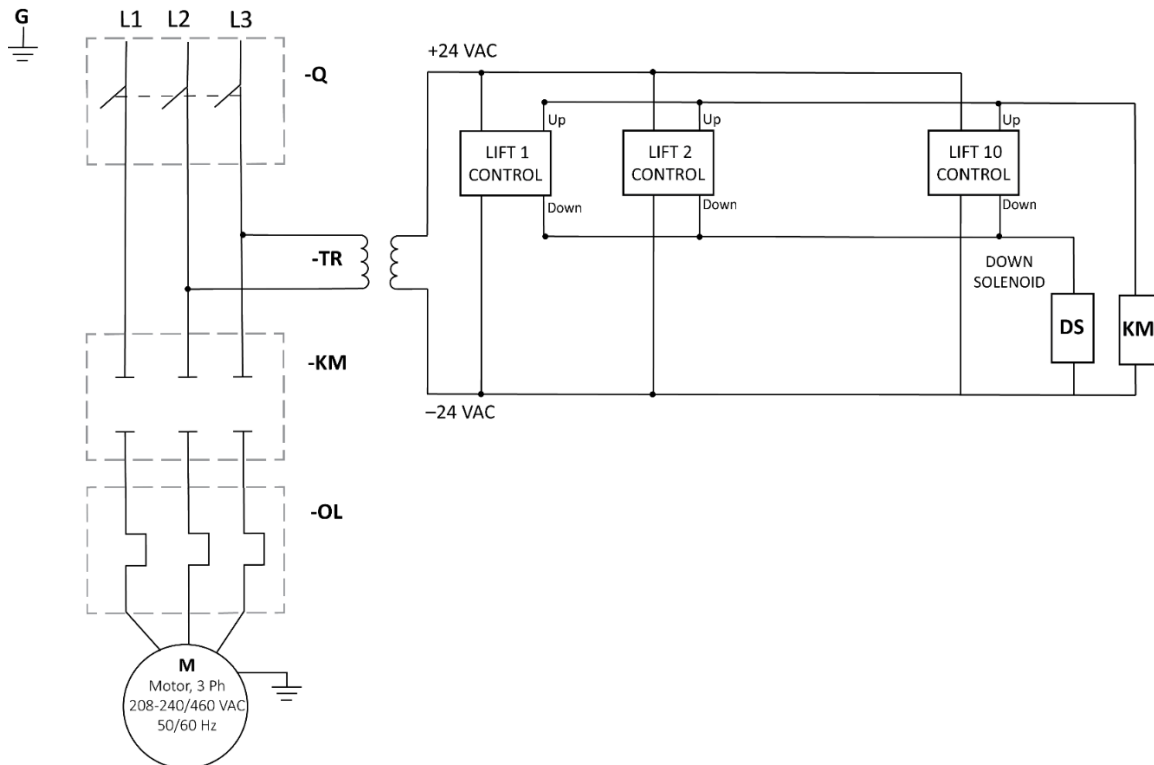 G
L1 L2 L3
-Q
+24 VAC
Up Up Up
LIFT 1
CONTROL
LIFT 2
CONTROL
LIFT 10
CONTROL
Down Down Down
-TR
DOWN
SOLENOID
DS
KM
-KM
–24 VAC
-OL
M
Motor, 3 Ph
208-240/460 VAC
50/60 Hz